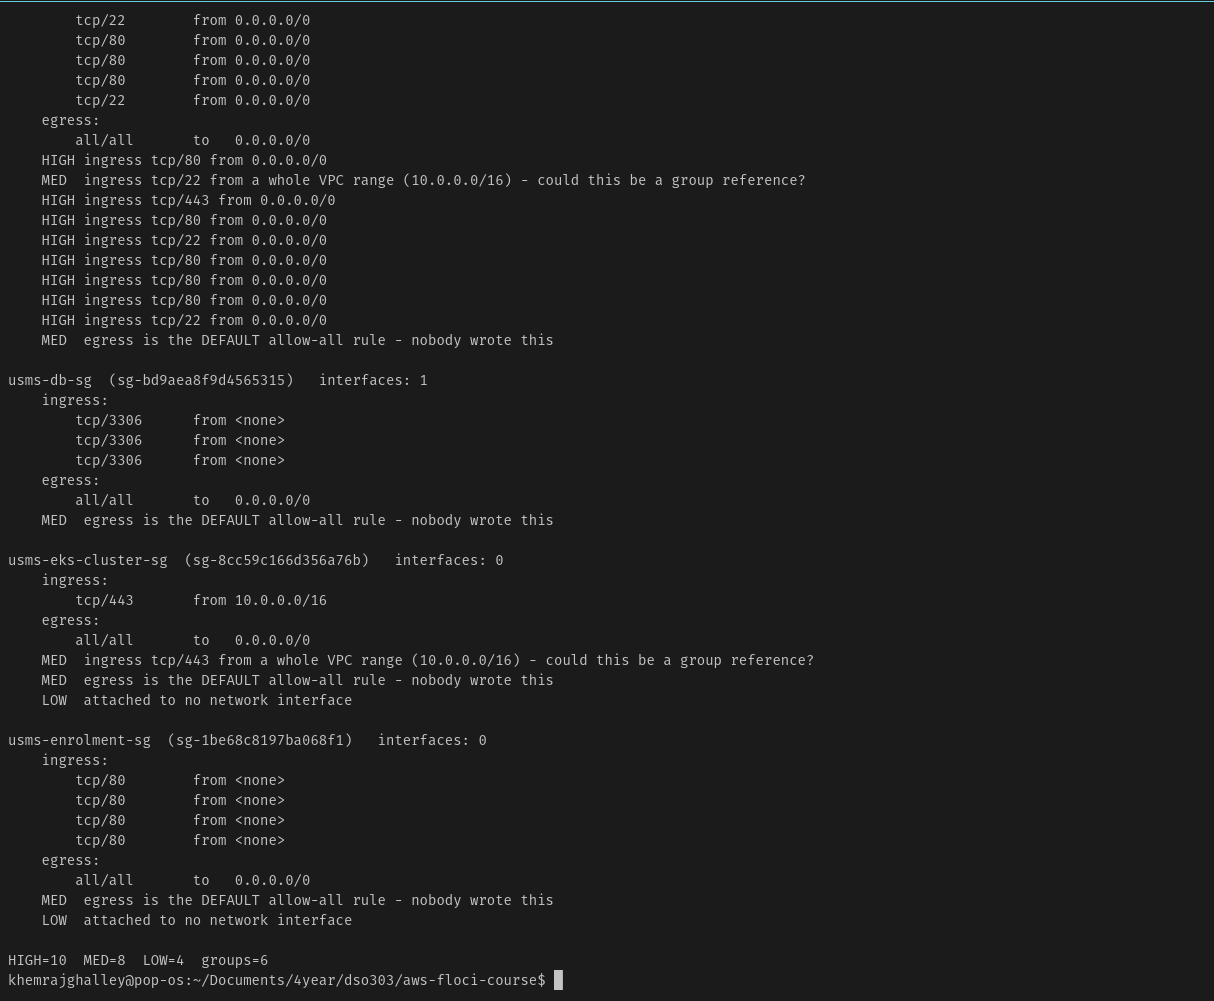 tcp/22 from 0.0.0.0/0
tcp/80 from 0.0.0.0/0
tcp/80 from 0.0.0.0/0
tcp/80 from 0.0.0.0/0
tcp/22 from 0.0.0.0/0
egress:
all/all to 0.0.0.0/0
HIGH ingress tcp/80 from 0.0.0.0/0
MED ingress tcp/22 from a whole VPC range (10.0.0.0/16) - could this be a group reference?
HIGH ingress tcp/443 from 0.0.0.0/0
HIGH ingress tcp/80 from 0.0.0.0/0
HIGH ingress tcp/22 from 0.0.0.0/0
HIGH ingress tcp/80 from 0.0.0.0/0
HIGH ingress tcp/80 from 0.0.0.0/0
HIGH ingress tcp/80 from 0.0.0.0/0
HIGH ingress tcp/22 from 0.0.0.0/0
MED egress is the DEFAULT allow-all rule - nobody wrote this
usms-db-sg (sg-bd9aea8f9d4565315) interfaces: 1
ingress:
tcp/3306 from <none>
tcp/3306 from <none>
tcp/3306 from <none>
egress:
all/all to 0.0.0.0/0
MED egress is the DEFAULT allow-all rule - nobody wrote this
usms-eks-cluster-sg (sg-8cc59c166d356a76b) interfaces: 0
ingress:
tcp/443 from 10.0.0.0/16
egress:
all/all to 0.0.0.0/0
MED ingress tcp/443 from a whole VPC range (10.0.0.0/16) - could this be a group reference?
MED egress is the DEFAULT allow-all rule - nobody wrote this
LOW attached to no network interface
usms-enrolment-sg (sg-1be68c8197ba068f1) interfaces: 0
ingress:
tcp/80 from <none>
tcp/80 from <none>
tcp/80 from <none>
tcp/80 from <none>
egress:
all/all to 0.0.0.0/0
MED egress is the DEFAULT allow-all rule - nobody wrote this
LOW attached to no network interface
HIGH=10 MED=8 LOW=4 groups=6
khemrajghalley@pop-os:~/Documents/4year/dso303/aws-floci-course$